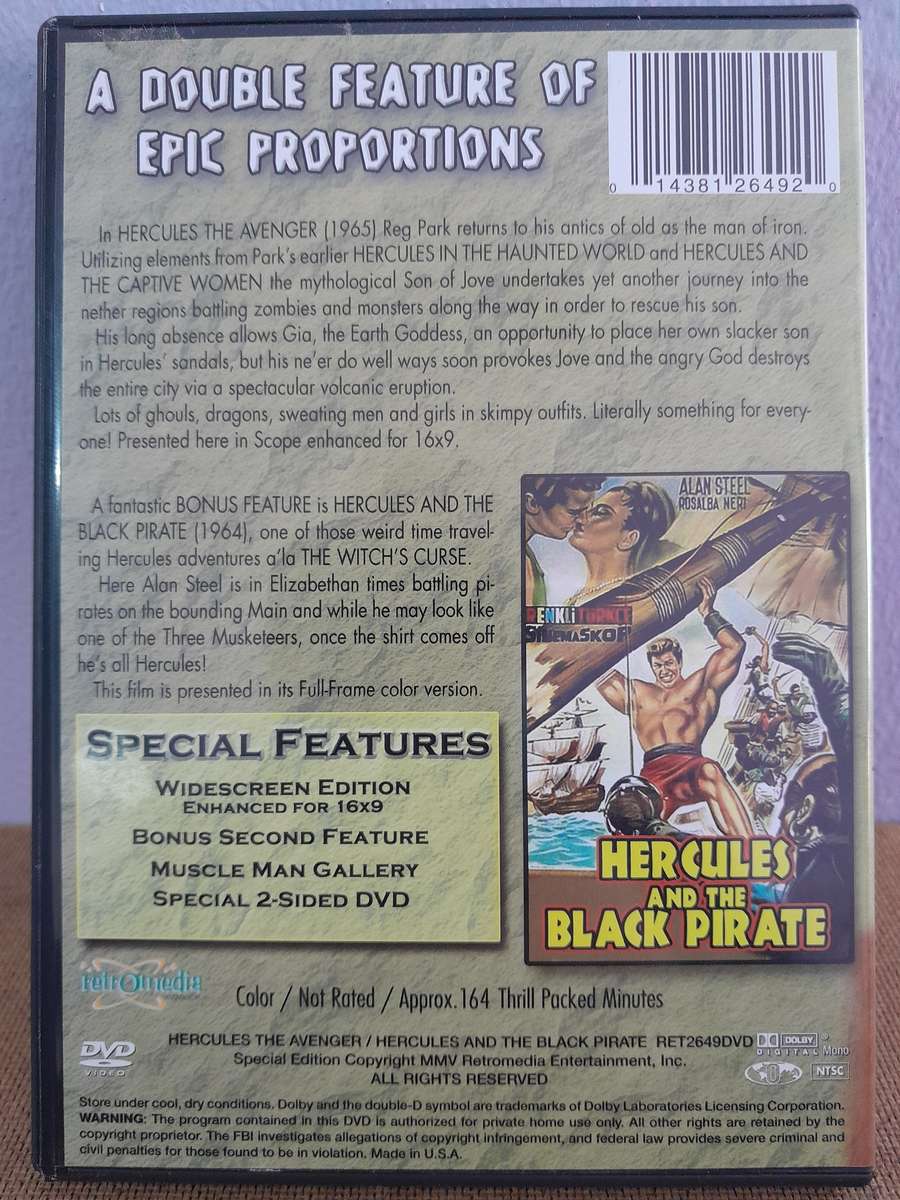 A DOUBLE FEATURE OF
EPIC PROPORTIONS
0 14381 26492 0
In HERCULES THE AVENGER (1965) Reg Park returns to his antics of old as the man of iron.
Utilizing elements from Park's earlier HERCULES IN THE HAUNTED WORLD and HERCULES AND
THE CAPTIVE WOMEN the mythological Son of Jove undertakes yet another journey into the
nether regions battling zombies and monsters along the way in order to rescue his son.
His long absence allows Gia, the Earth Goddess, an opportunity to place her own slacker son
in Hercules' sandals, but his ne'er do well ways soon provokes Jove and the angry God destroys
the entire city via a spectacular volcanic eruption.
Lots of ghouls, dragons, sweating men and girls in skimpy outfits. Literally something for every-
one! Presented here in Scope enhanced for 16x9.
A fantastic BONUS FEATURE is HERCULES AND THE
BLACK PIRATE (1964), one of those weird time travel-
ing Hercules adventures a'la THE WITCH'S CURSE.
Here Alan Steel is in Elizabethan times battling pi-
rates on the bounding Main and while he may look like
one of the Three Musketeers, once the shirt comes off
he's all Hercules!
This film is presented in its Full-Frame color version.
ALAN STEEL
ROSALBA NERI
RENKLİ TÜRKÇE
SİNEMASKOP
HERCULES
AND THE
BLACK PIRATE
SPECIAL FEATURES
WIDESCREEN EDITION
ENHANCED FOR 16X9
BONUS SECOND FEATURE
MUSCLE MAN GALLERY
SPECIAL 2-SIDED DVD
retromedia
Color / Not Rated / Approx.164 Thrill Packed Minutes
DVD
VIDEO
HERCULES THE AVENGER / HERCULES AND THE BLACK PIRATE RET2649DVD
Special Edition Copyright MMV Retromedia Entertainment, Inc.
ALL RIGHTS RESERVED
DOLBY
DIGITAL Mono
0 NTSC
Store under cool, dry conditions. Dolby and the double-D symbol are trademarks of Dolby Laboratories Licensing Corporation.
WARNING: The program contained in this DVD is authorized for private home use only. All other rights are retained by the
copyright proprietor. The FBI investigates allegations of copyright infringement, and federal law provides severe criminal and
civil penalties for those found to be in violation. Made in U.S.A.